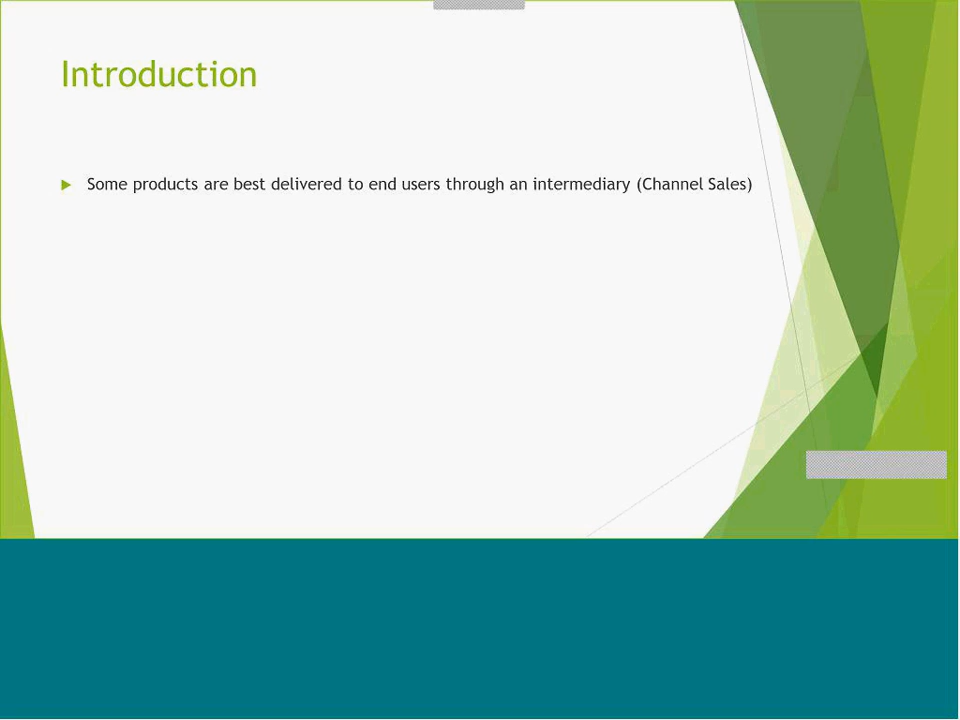 Introduction
Some products are best delivered to end users through an intermediary (Channel Sales)